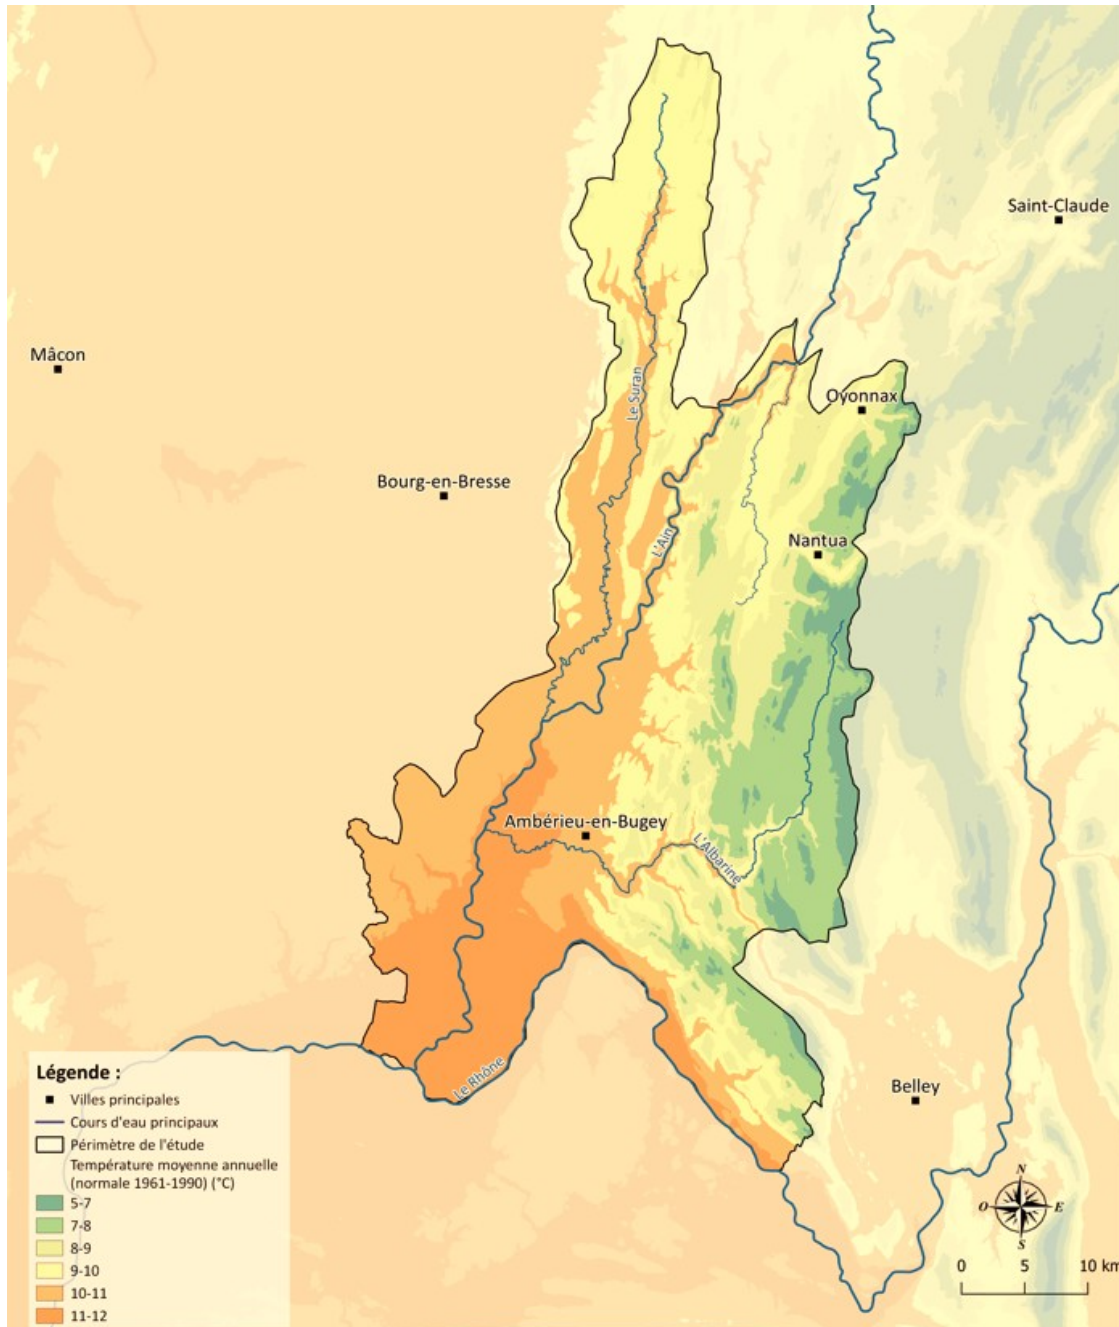 Saint-Claude
Mâcon
Le Suran
Oyonnax
Bourg-en-Bresse
L'Ain
Nantua
Ambérieu-en-Bugey
L'Albarine
Le Rhône
Belley
Légende :
Villes principales
Cours d'eau principaux
Périmètre de l'étude
Température moyenne annuelle
(normale 1961-1990) (°C)
5-7
7-8
8-9
9-10
10-11
11-12
N
O E
S
0 5 10 km